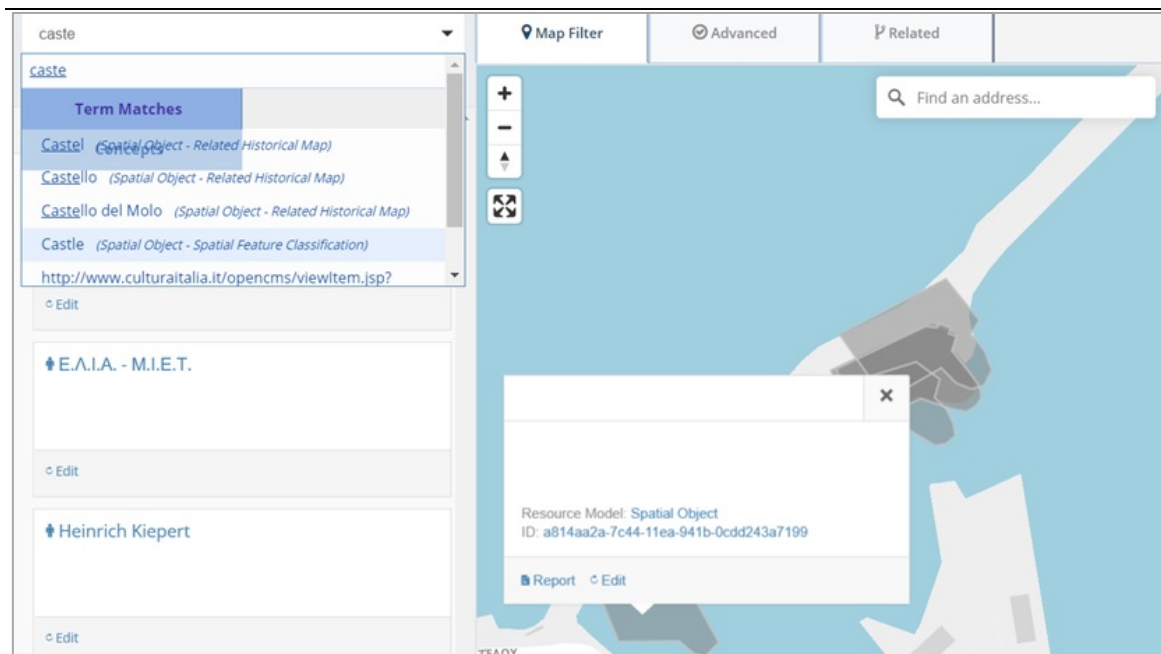 caste
Map Filter
Advanced
Related
caste
Find an address...
Term Matches
Concepts
Castel (Spatial Object - Related Historical Map)
Castello (Spatial Object - Related Historical Map)
Castello del Molo (Spatial Object - Related Historical Map)
Castle (Spatial Object - Spatial Feature Classification)
http://www.culturaitalia.it/opencms/viewItem.jsp?
Edit
Ε.Λ.Ι.Α. - Μ.Ι.Ε.Τ.
Edit
Heinrich Kiepert
Edit
Resource Model: Spatial Object
ID: a814aa2a-7c44-11ea-941b-0cdd243a7199
Report Edit